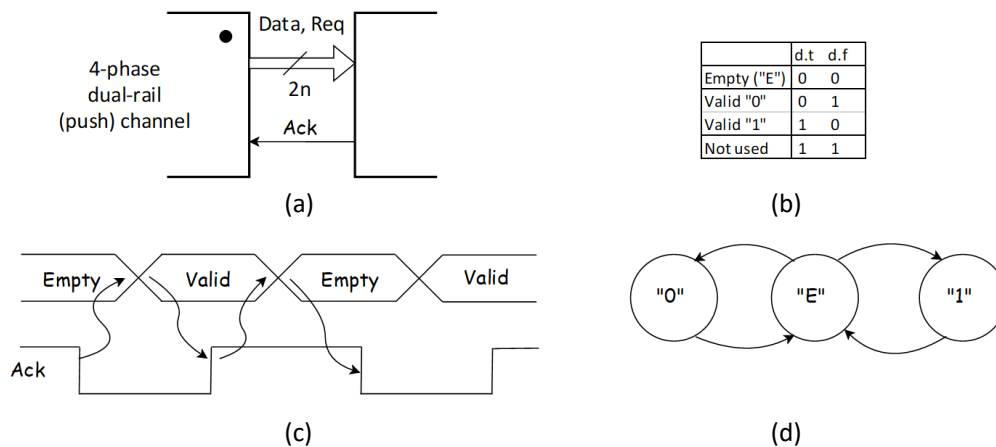 Data, Req
4-phase
dual-rail
(push) channel
2n
Ack
(a)
d.t d.f
Empty ("E") 0 0
Valid "0" 0 1
Valid "1" 1 0
Not used 1 1
(b)
Empty Valid Empty Valid
Ack
(c)
"0" "E" "1"
(d)